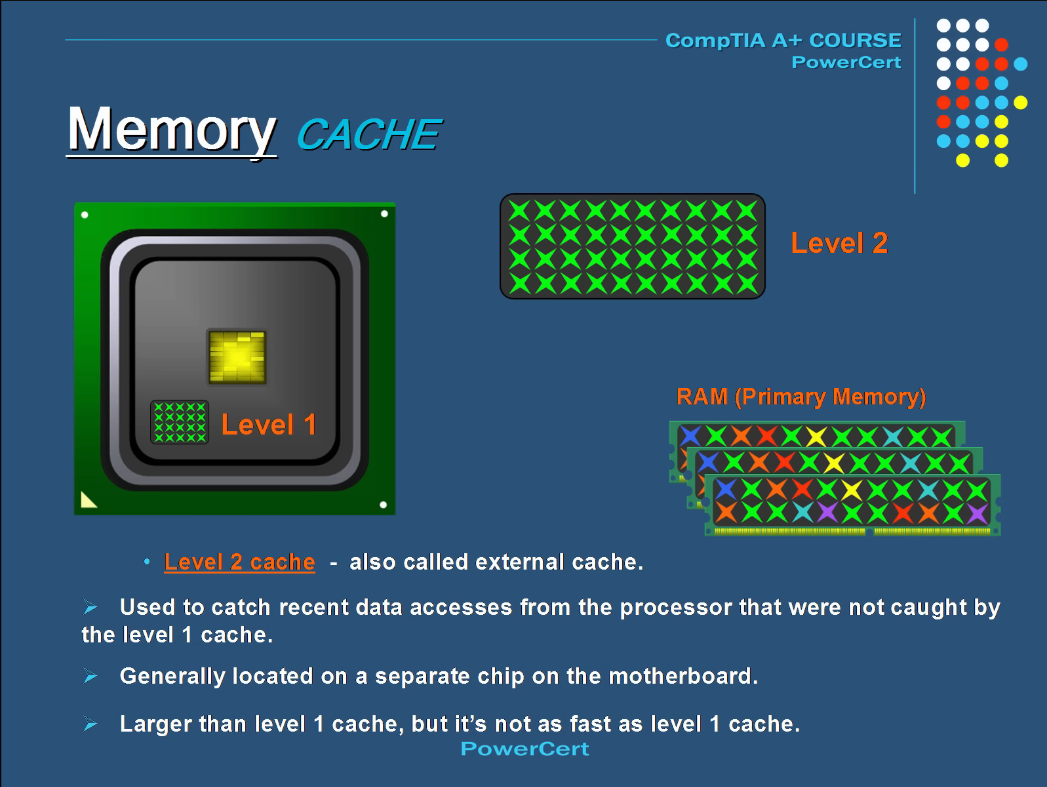 CompTIA A+ COURSE
PowerCert
Memory CACHE
Level 2
RAM (Primary Memory)
Level 1
• Level 2 cache - also called external cache.
Used to catch recent data accesses from the processor that were not caught by
the level 1 cache.
Generally located on a separate chip on the motherboard.
Larger than level 1 cache, but it's not as fast as level 1 cache.
PowerCert